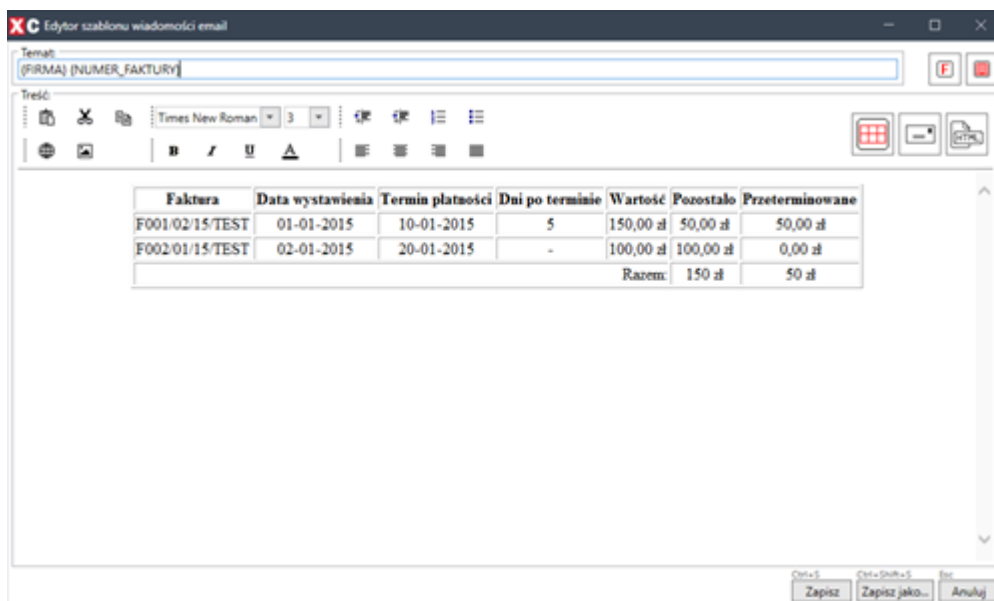 XC Edytor szablonu wiadomości email
Temat:
{FIRMA} {NUMER_FAKTURY}
F
Treść:
Times New Roman 3
HTML
B I U A
Faktura Data wystawienia Termin płatności Dni po terminie Wartość Pozostało Przeterminowane
F001/02/15/TEST 01-01-2015 10-01-2015 5 150,00 zł 50,00 zł 50,00 zł
F002/01/15/TEST 02-01-2015 20-01-2015 - 100,00 zł 100,00 zł 0,00 zł
Razem: 150 zł 50 zł
Ctrl+S Ctrl+Shift+S Esc
Zapisz Zapisz jako... Anuluj